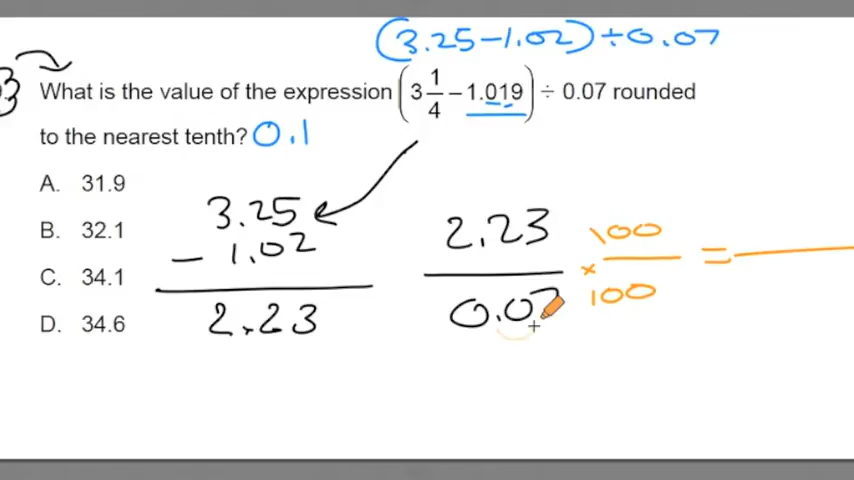 (3.25-1.02)÷0.07
3
What is the value of the expression (3 1/4 - 1.019) ÷ 0.07 rounded
to the nearest tenth? 0.1
A. 31.9
B. 32.1
C. 34.1
D. 34.6
3.25
- 1.02
2.23
2.23
0.07
× 100
100
=